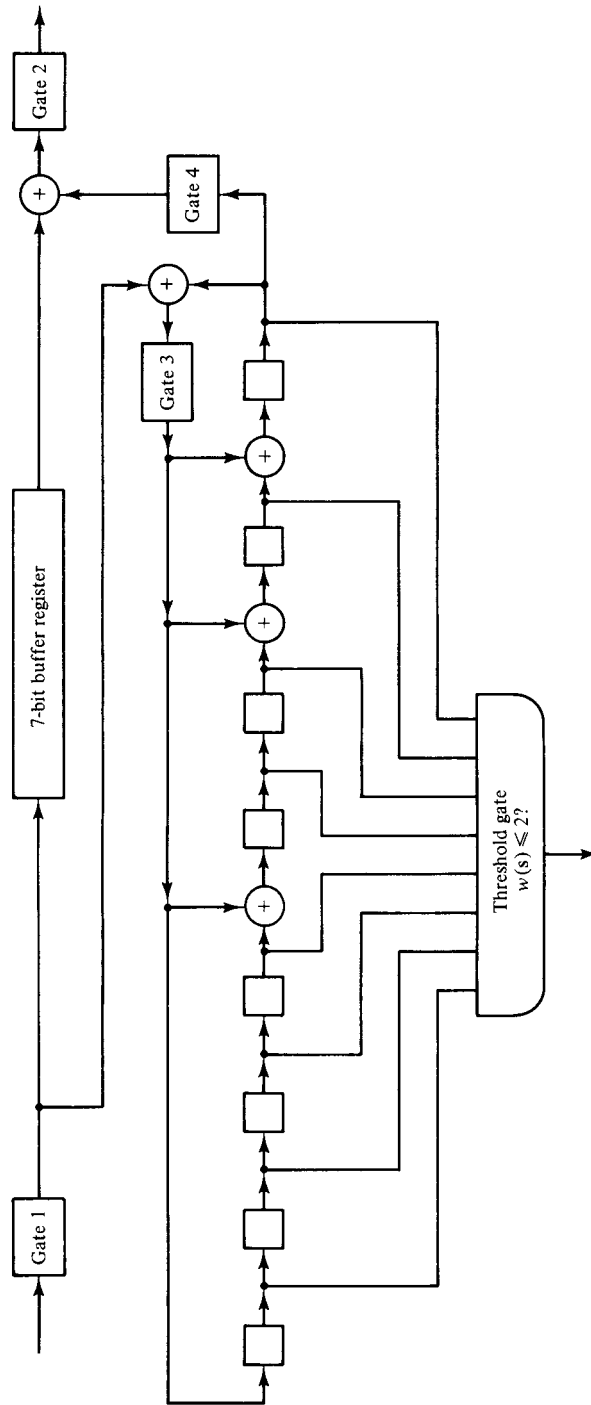 Gate 1
7-bit buffer register
Gate 2
+
Gate 4
+
Gate 3
+
+
+
Threshold gate
w(s) ⩽ 2?